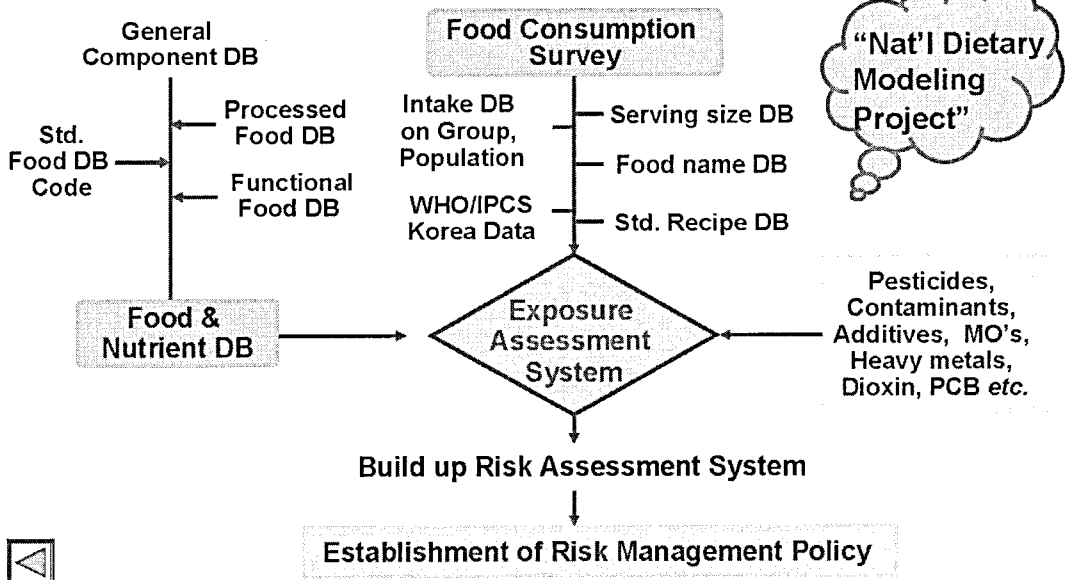 General
Component DB
Std.
Food DB
Code
Processed
Food DB
Functional
Food DB
Food &
Nutrient DB
Food Consumption
Survey
Intake DB
on Group,
Population
WHO/IPCS
Korea Data
Serving size DB
Food name DB
Std. Recipe DB
"Nat'l Dietary
Modeling
Project"
Exposure
Assessment
System
Pesticides,
Contaminants,
Additives, MO's,
Heavy metals,
Dioxin, PCB etc.
Build up Risk Assessment System
Establishment of Risk Management Policy